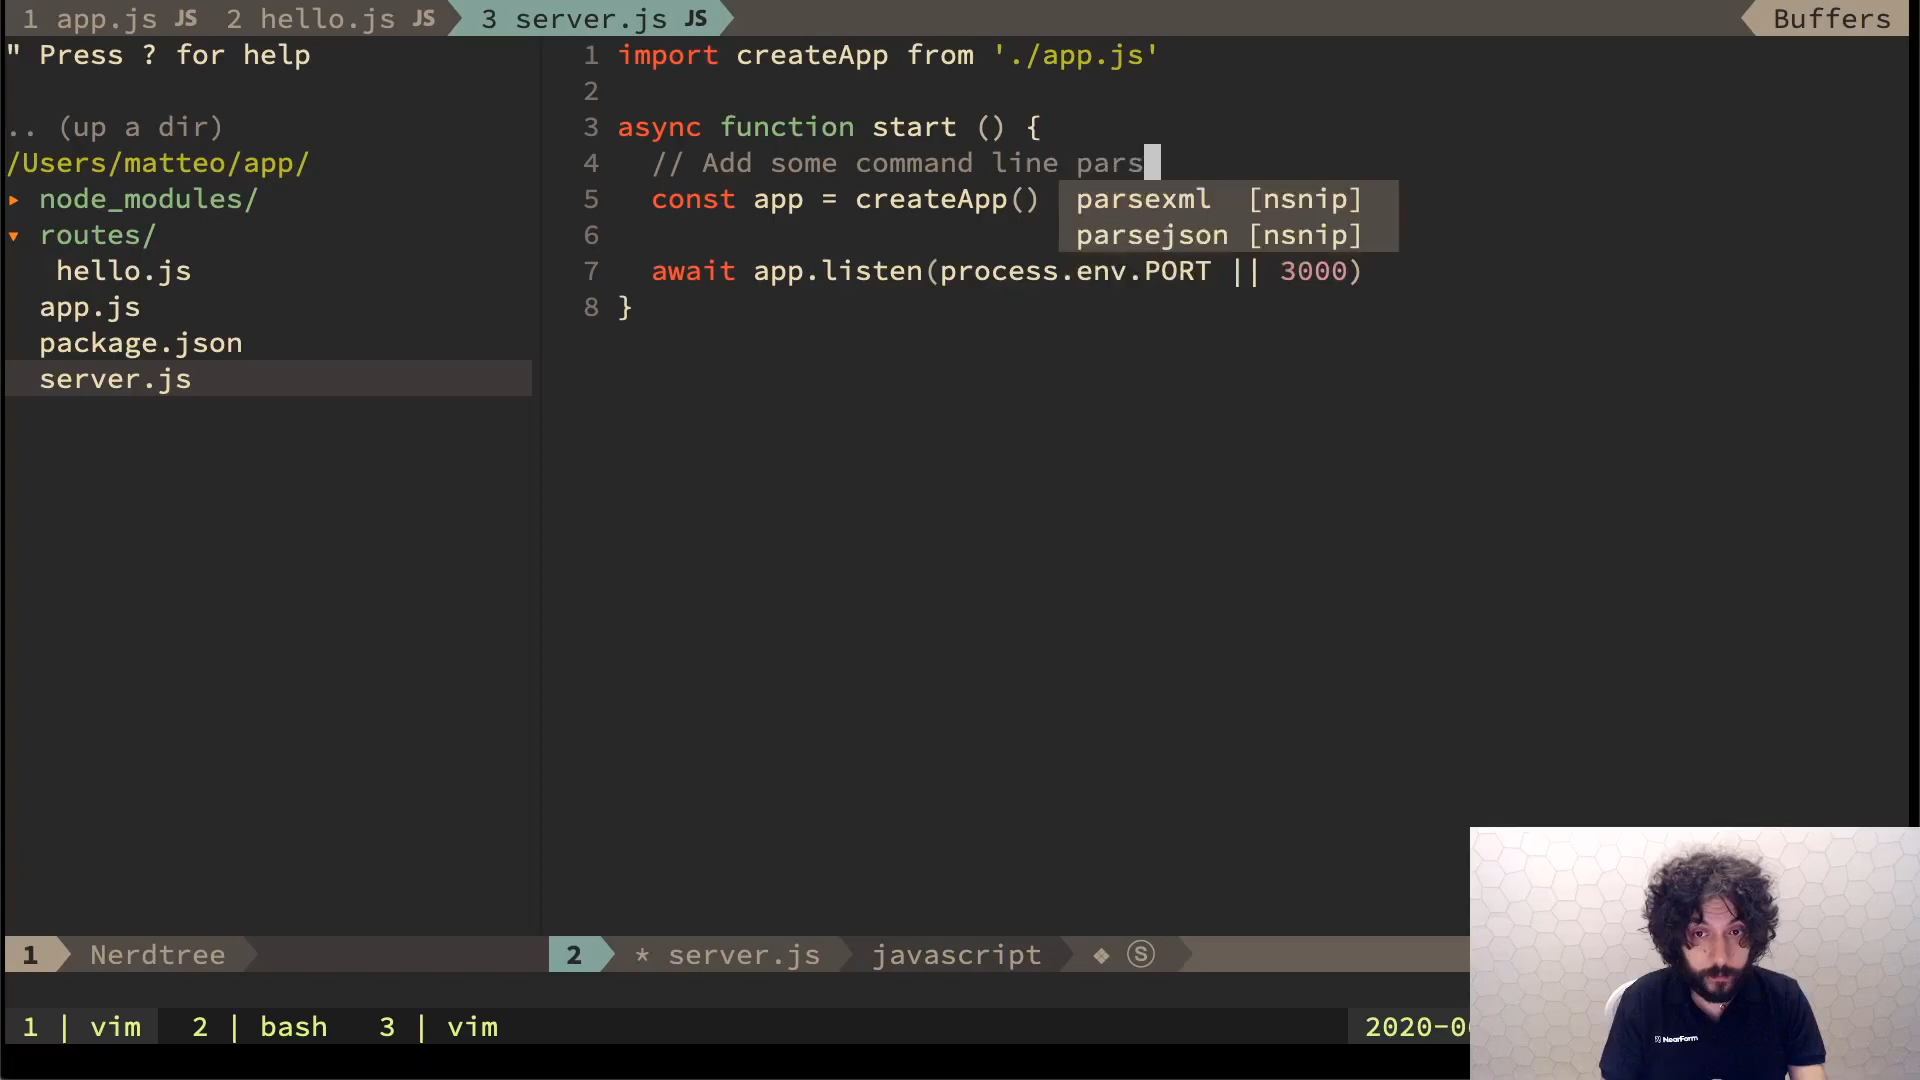 1 app.js JS 2 hello.js JS 3 server.js JS Buffers
" Press ? for help
.. (up a dir)
/Users/matteo/app/
▸ node_modules/
▾ routes/
hello.js
app.js
package.json
server.js
1 import createApp from './app.js'
2
3 async function start () {
4 // Add some command line pars
5 const app = createApp()
6
7 await app.listen(process.env.PORT || 3000)
8 }
parsexml [nsnip]
parsejson [nsnip]
1 Nerdtree
2 * server.js javascript ◆ Ⓢ
1 | vim 2 | bash 3 | vim 2020-0
NearForm